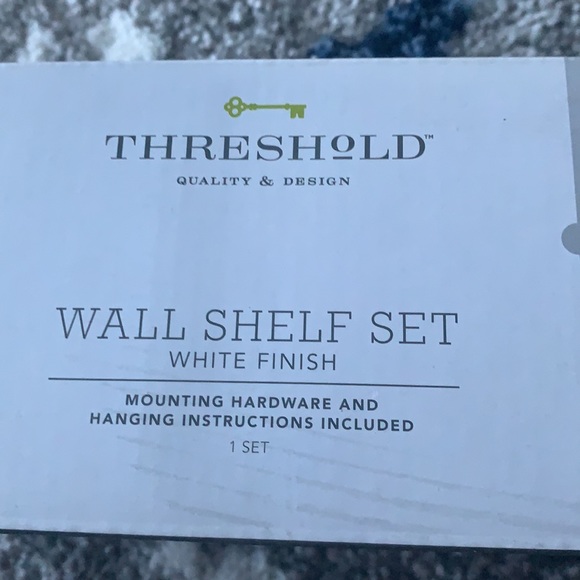 THRESHOLD™
QUALITY & DESIGN
WALL SHELF SET
WHITE FINISH
MOUNTING HARDWARE AND
HANGING INSTRUCTIONS INCLUDED
1 SET